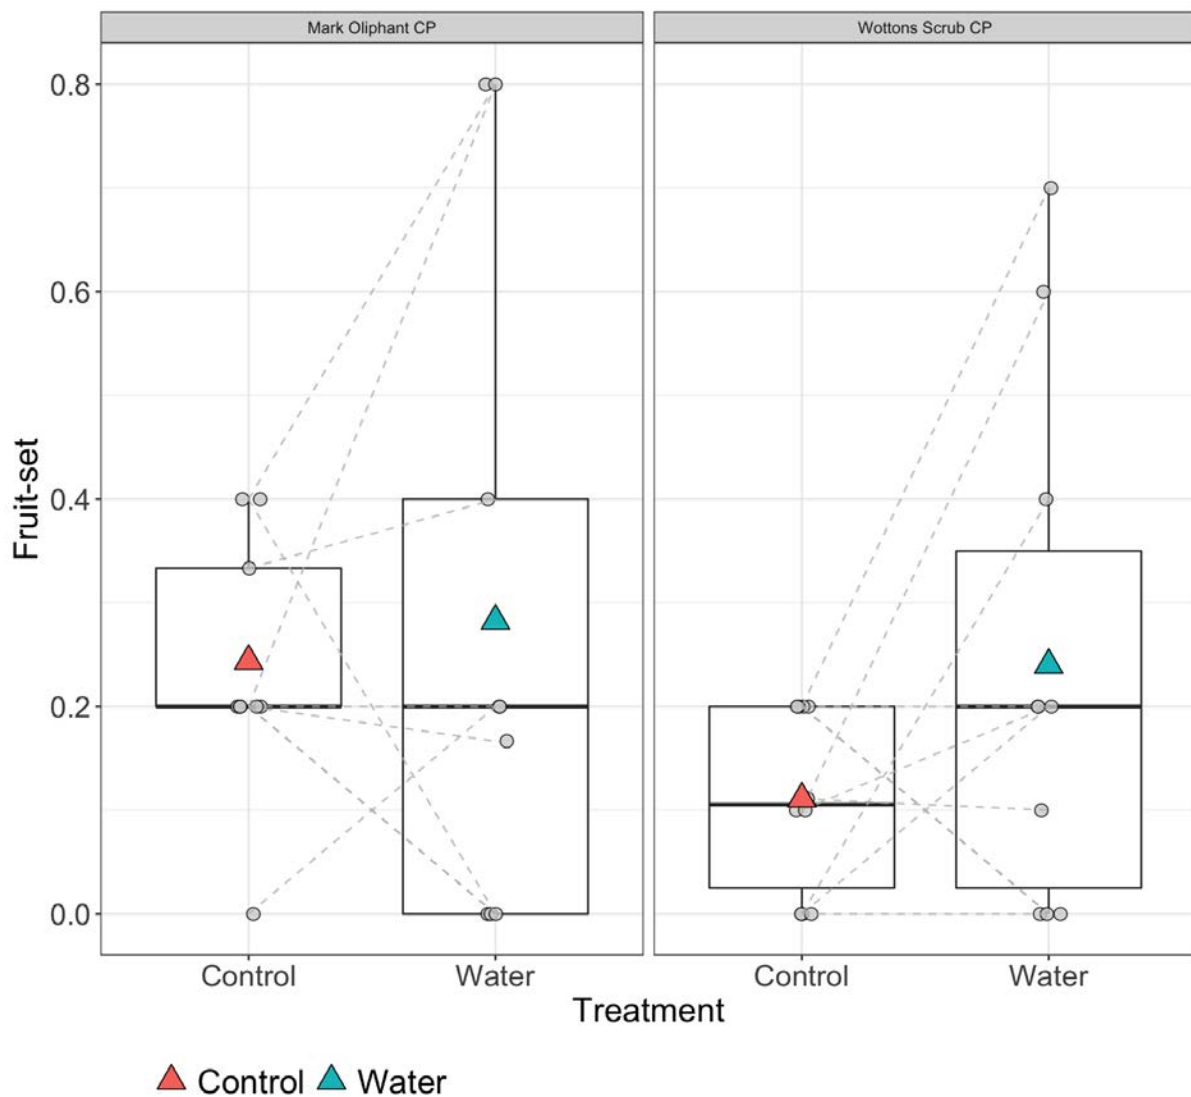 Mark Oliphant CP
Wottons Scrub CP
0.8
0.6
0.4
0.2
0.0
Fruit-set
Control
Water
Control
Water
Treatment
Control Water